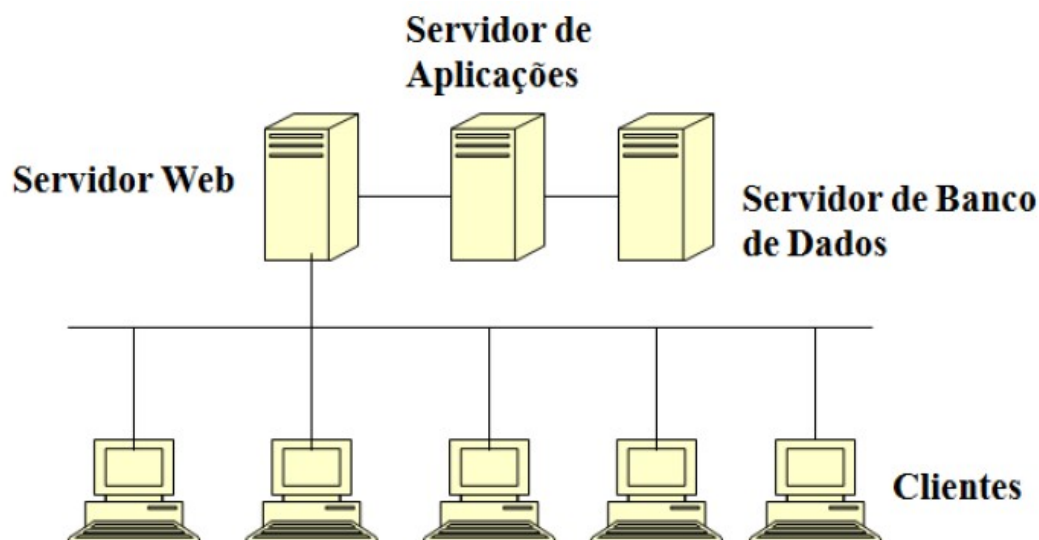 Servidor de
Aplicações
Servidor Web
Servidor de Banco
de Dados
Clientes